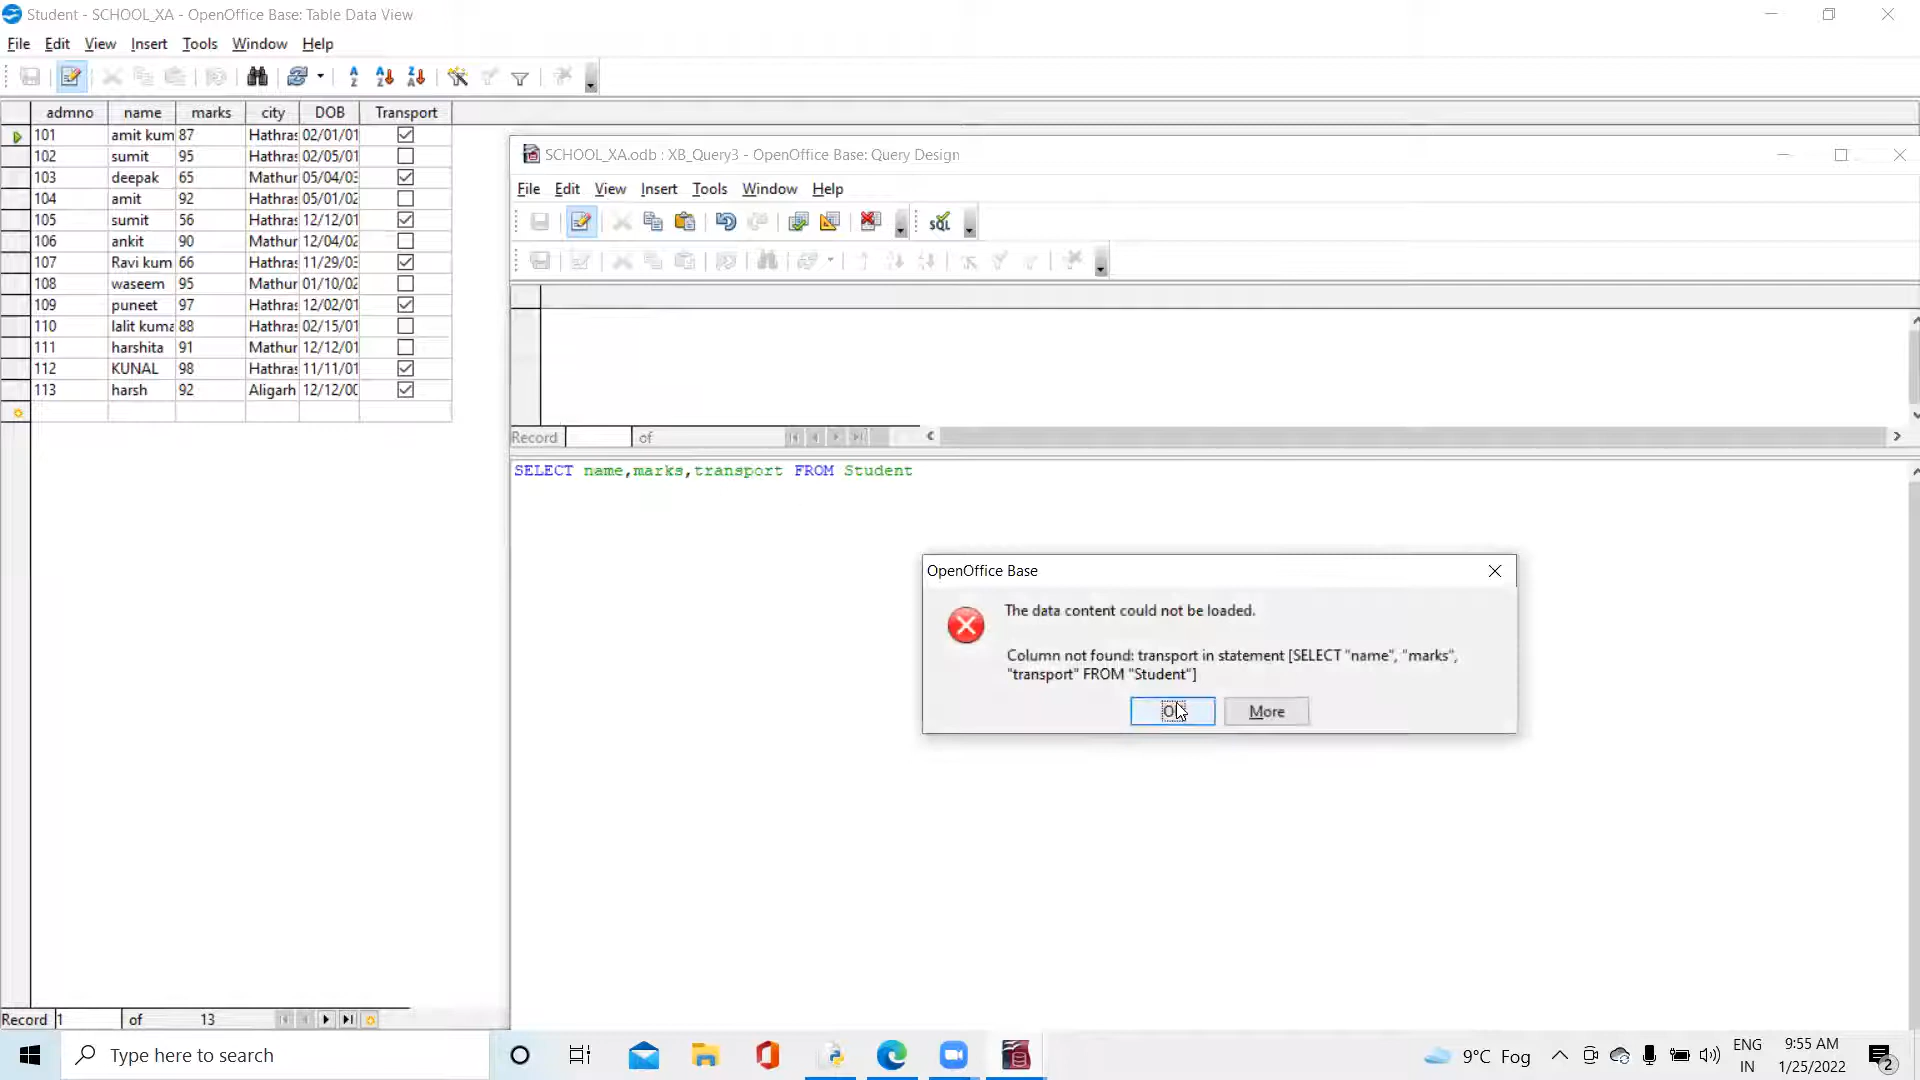 Student - SCHOOL_XA - OpenOffice Base: Table Data View
File Edit View Insert Tools Window Help
admno name marks city DOB Transport
101 amit kum 87 Hathras 02/01/01
102 sumit 95 Hathras 02/05/01
103 deepak 65 Mathur 05/04/03
104 amit 92 Hathras 05/01/02
105 sumit 56 Hathras 12/12/01
106 ankit 90 Mathur 12/04/02
107 Ravi kum 66 Hathras 11/29/03
108 waseem 95 Mathur 01/10/02
109 puneet 97 Hathras 12/02/01
110 lalit kuma 88 Hathras 02/15/01
111 harshita 91 Mathur 12/12/01
112 KUNAL 98 Hathras 11/11/01
113 harsh 92 Aligarh 12/12/00
Record 1 of 13
SCHOOL_XA.odb : XB_Query3 - OpenOffice Base: Query Design
File Edit View Insert Tools Window Help
SQL
Record of
SELECT name,marks,transport FROM Student
OpenOffice Base
The data content could not be loaded.
Column not found: transport in statement [SELECT "name", "marks",
"transport" FROM "Student"]
More
Type here to search
9°C Fog
ENG
IN
9:55 AM
1/25/2022
2